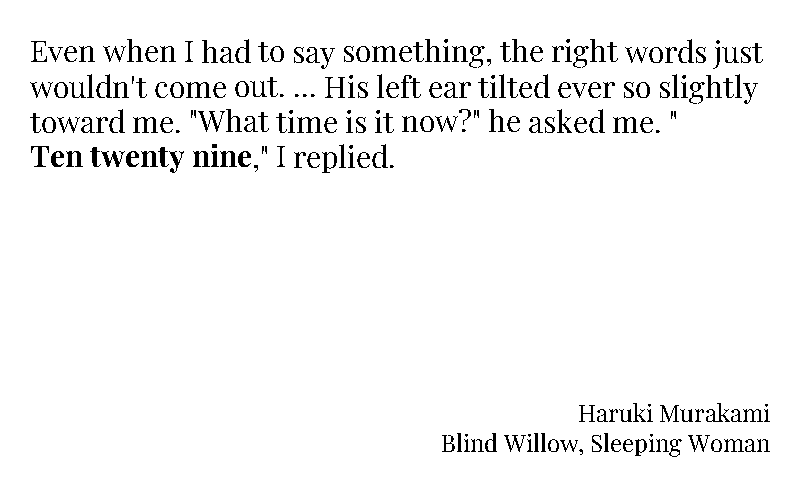 Even when I had to say something, the right words just
wouldn't come out. ... His left ear tilted ever so slightly
toward me. "What time is it now?" he asked me. "
Ten twenty nine," I replied.
Haruki Murakami
Blind Willow, Sleeping Woman